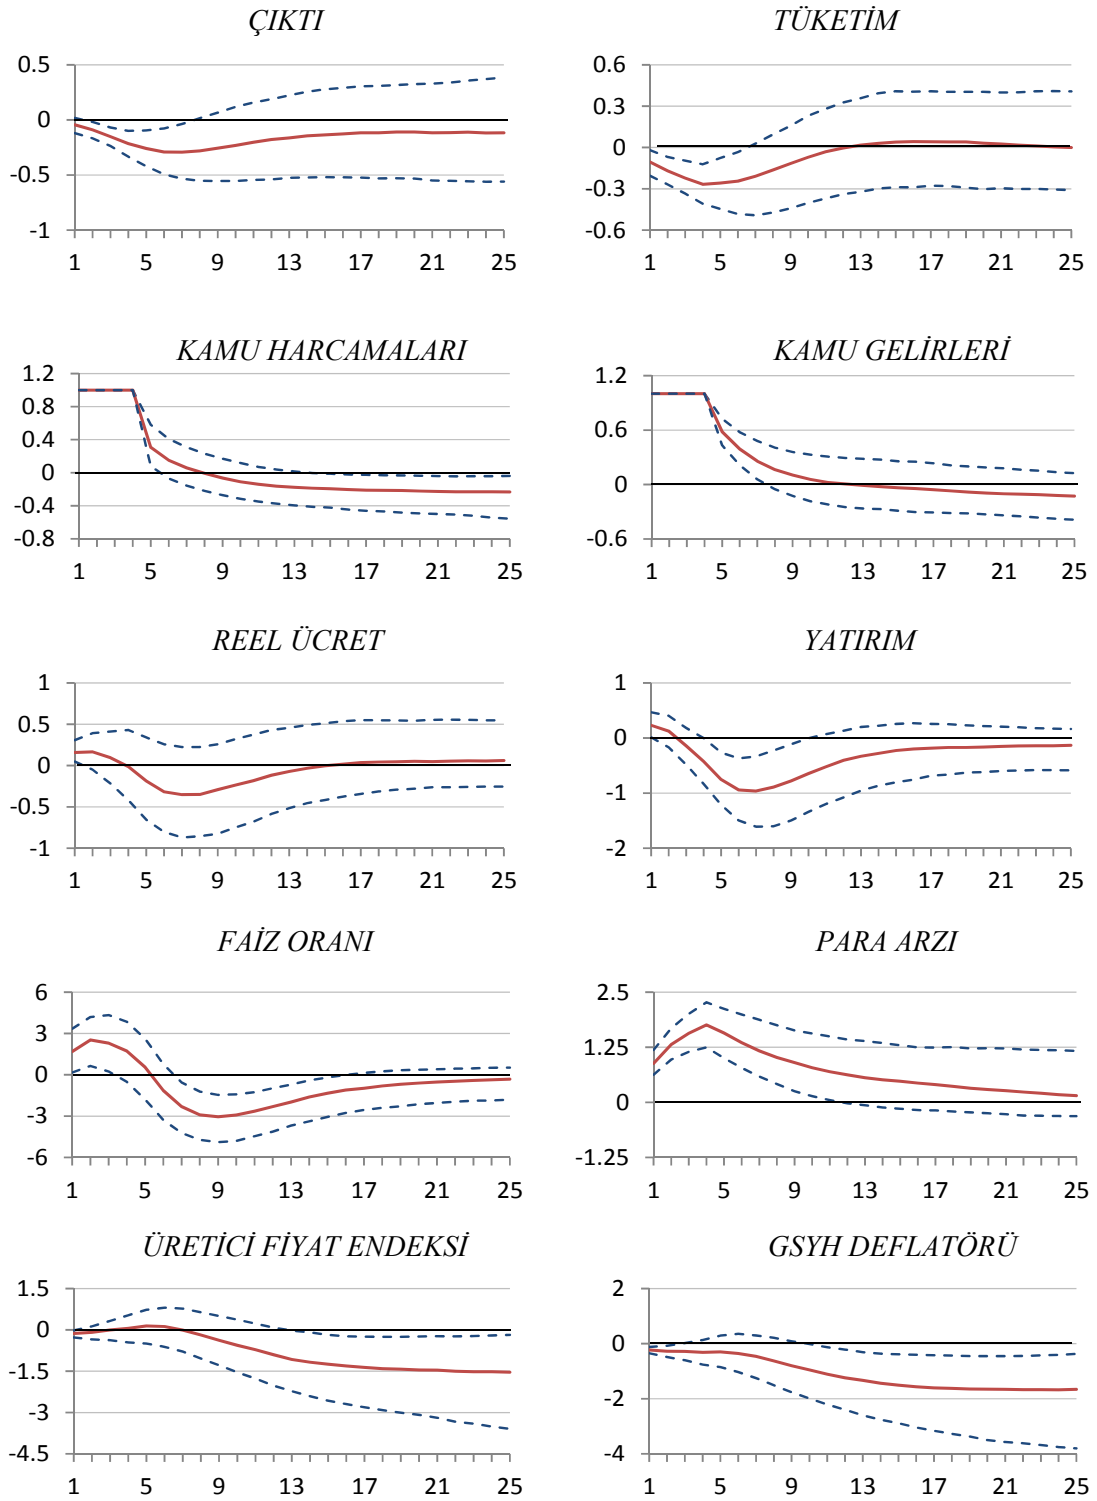 ÇIKTI
0.5
0
-0.5
-1
1 5 9 13 17 21 25
TÜKETİM
0.6
0.3
0
-0.3
-0.6
1 5 9 13 17 21 25
KAMU HARCAMALARI
1.2
0.8
0.4
0
-0.4
-0.8
1 5 9 13 17 21 25
KAMU GELİRLERİ
1.2
0.6
0
-0.6
1 5 9 13 17 21 25
REEL ÜCRET
1
0.5
0
-0.5
-1
1 5 9 13 17 21 25
YATIRIM
1
0
-1
-2
1 5 9 13 17 21 25
FAİZ ORANI
6
3
0
-3
-6
1 5 9 13 17 21 25
PARA ARZI
2.5
1.25
0
-1.25
1 5 9 13 17 21 25
ÜRETİCİ FİYAT ENDEKSİ
1.5
0
-1.5
-3
-4.5
1 5 9 13 17 21 25
GSYH DEFLATÖRÜ
2
0
-2
-4
1 5 9 13 17 21 25